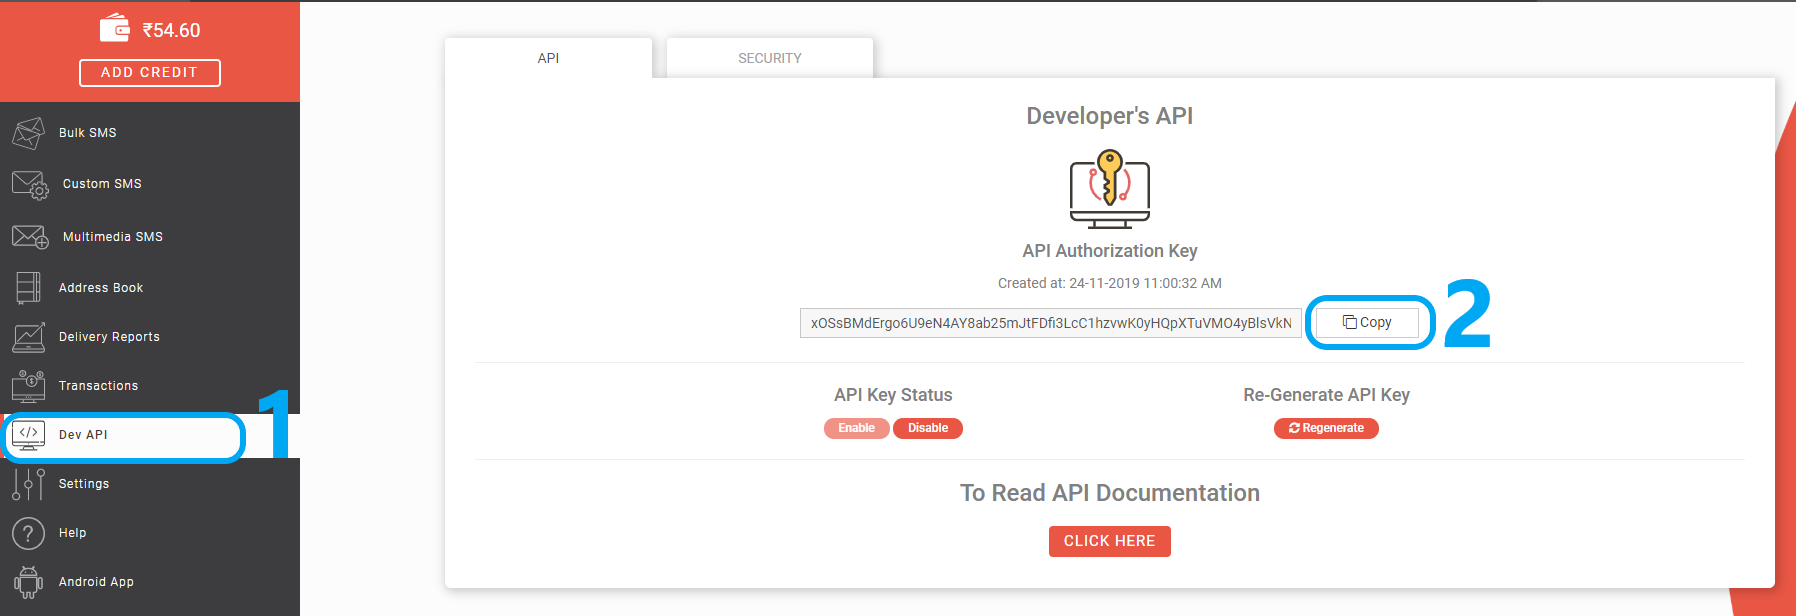 ₹54.60
ADD CREDIT
Bulk SMS
Custom SMS
Multimedia SMS
Address Book
Delivery Reports
Transactions
Dev API
1
Settings
Help
Android App
API
SECURITY
Developer's API
API Authorization Key
Created at: 24-11-2019 11:00:32 AM
xOSsBMdErgo6U9eN4AY8ab25mJtFDfi3LcC1hzvwK0yHQpXTuVMO4yBlsVkN
Copy
2
API Key Status
Re-Generate API Key
Enable Disable
Regenerate
To Read API Documentation
CLICK HERE